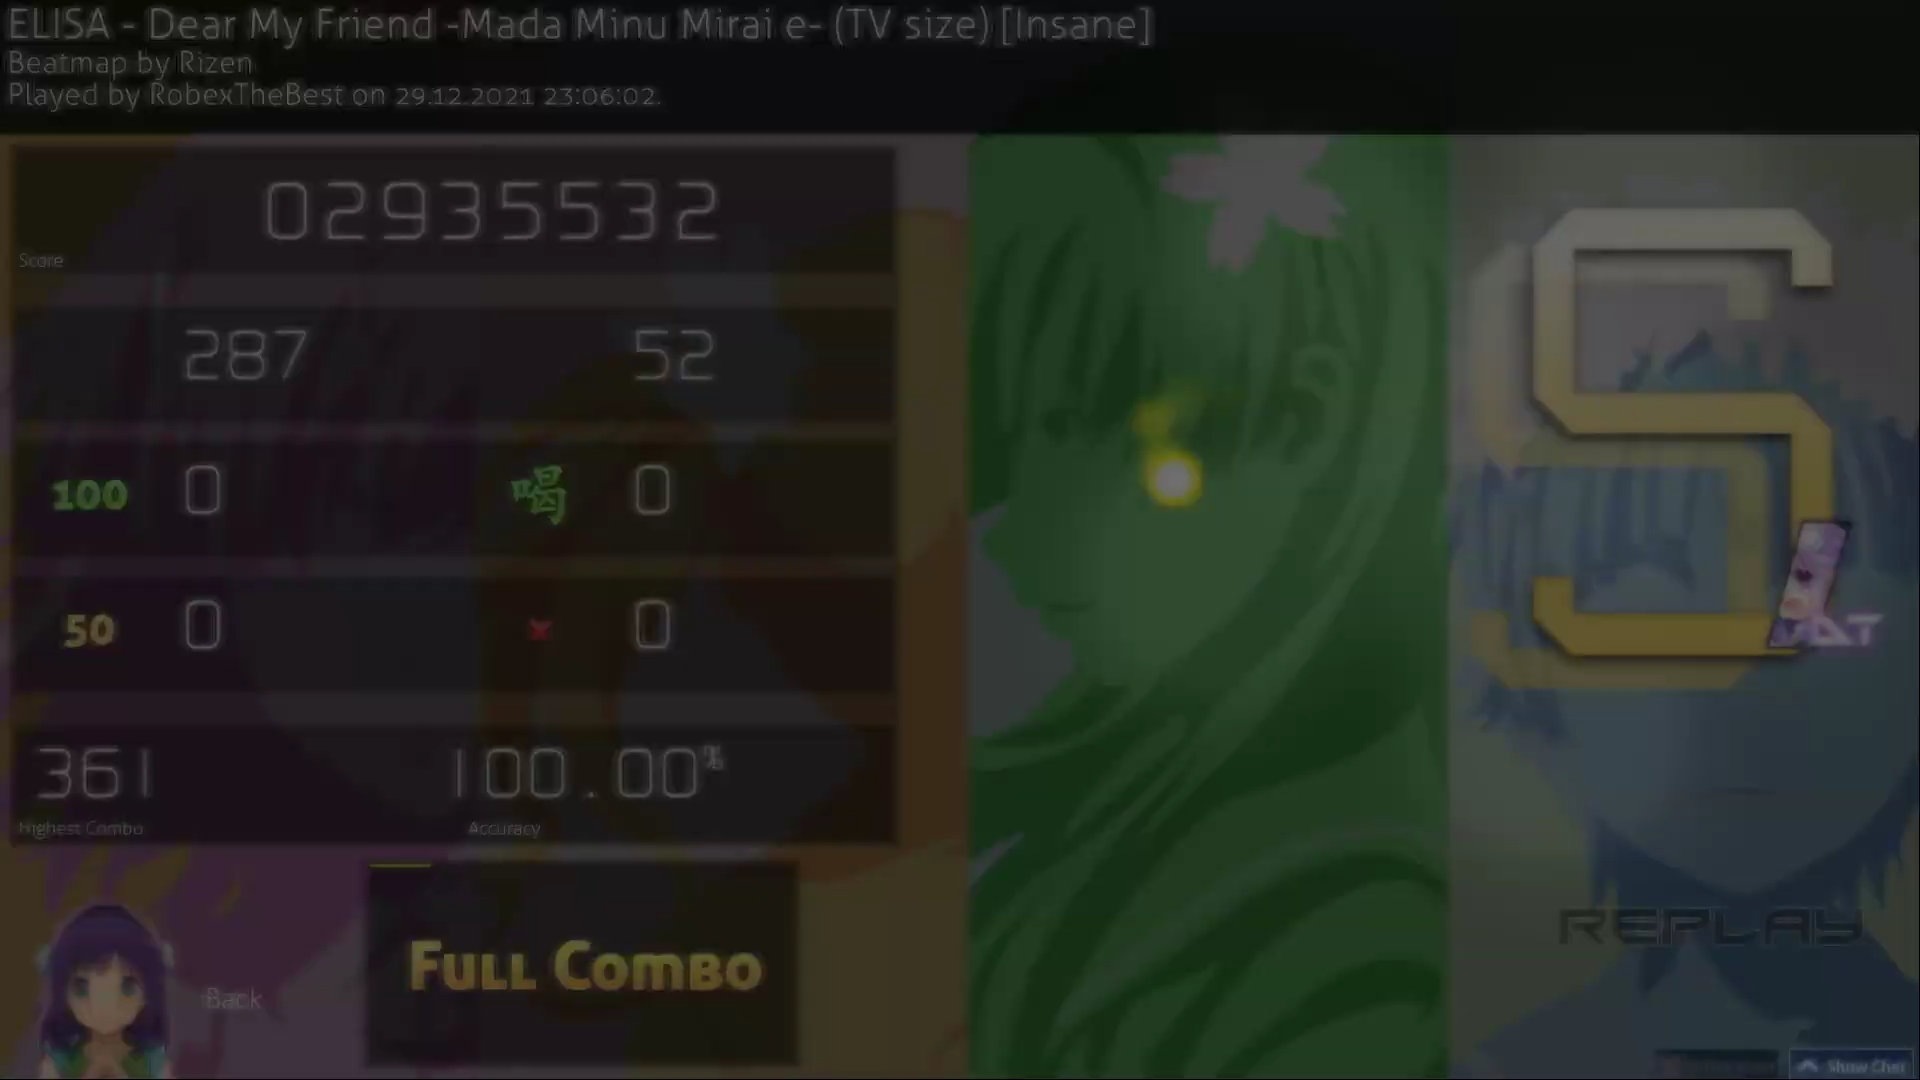 ELISA - Dear My Friend -Mada Minu Mirai e- (TV size) [Insane]
Beatmap by Rizen
Played by RobexTheBest on 29.12.2021 23:06:02.
02935532
Score
287 52
100 0 喝 0
50 0 0
361 100.00%
Highest Combo Accuracy
S
FULL COMBO
REPLAY
Back
Show Chat